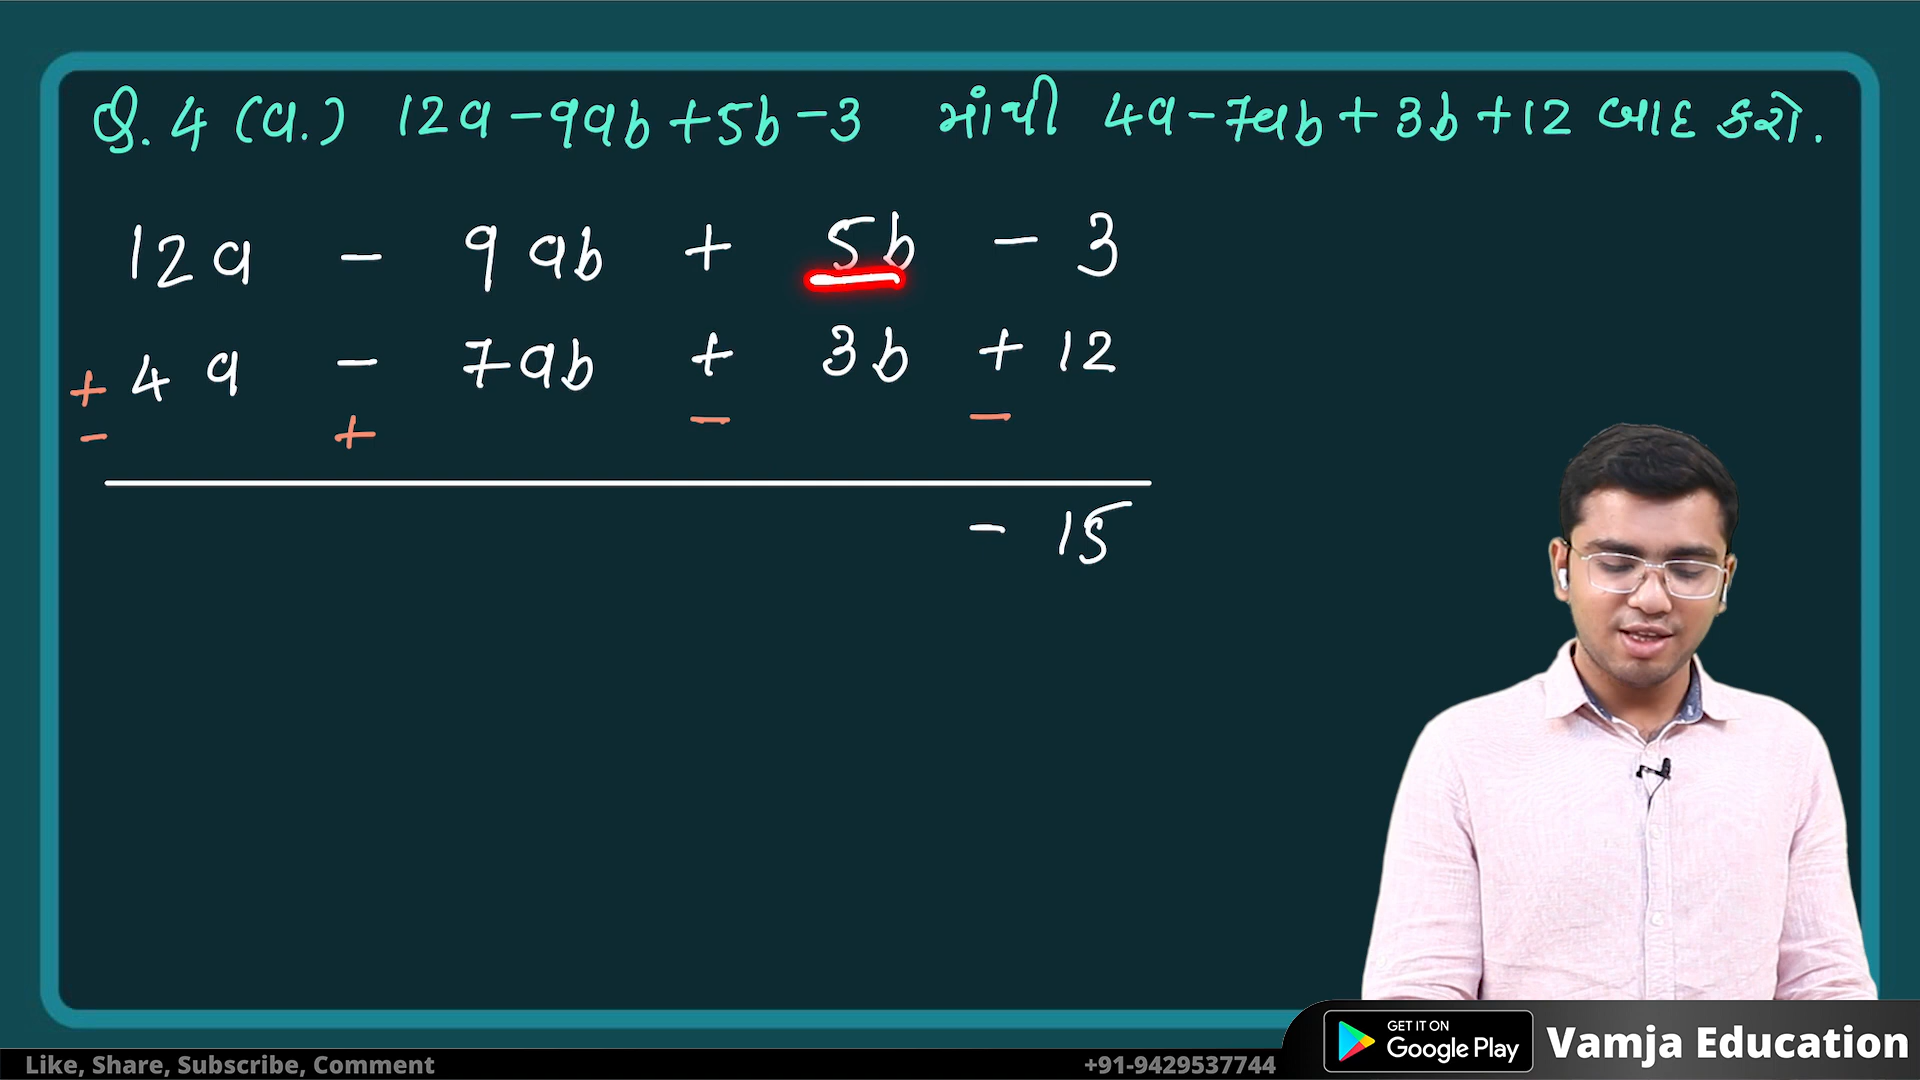 Q. 4 (a.) 12a - 9ab + 5b - 3 માંથી 4a - 7ab + 3b + 12 બાદ કરો.
12a - 9ab + 5b - 3
+ 4a - 7ab + 3b + 12
- + - -
- 15
GET IT ON
Google Play
Vamja Education
Like, Share, Subscribe, Comment
+91-9429537744